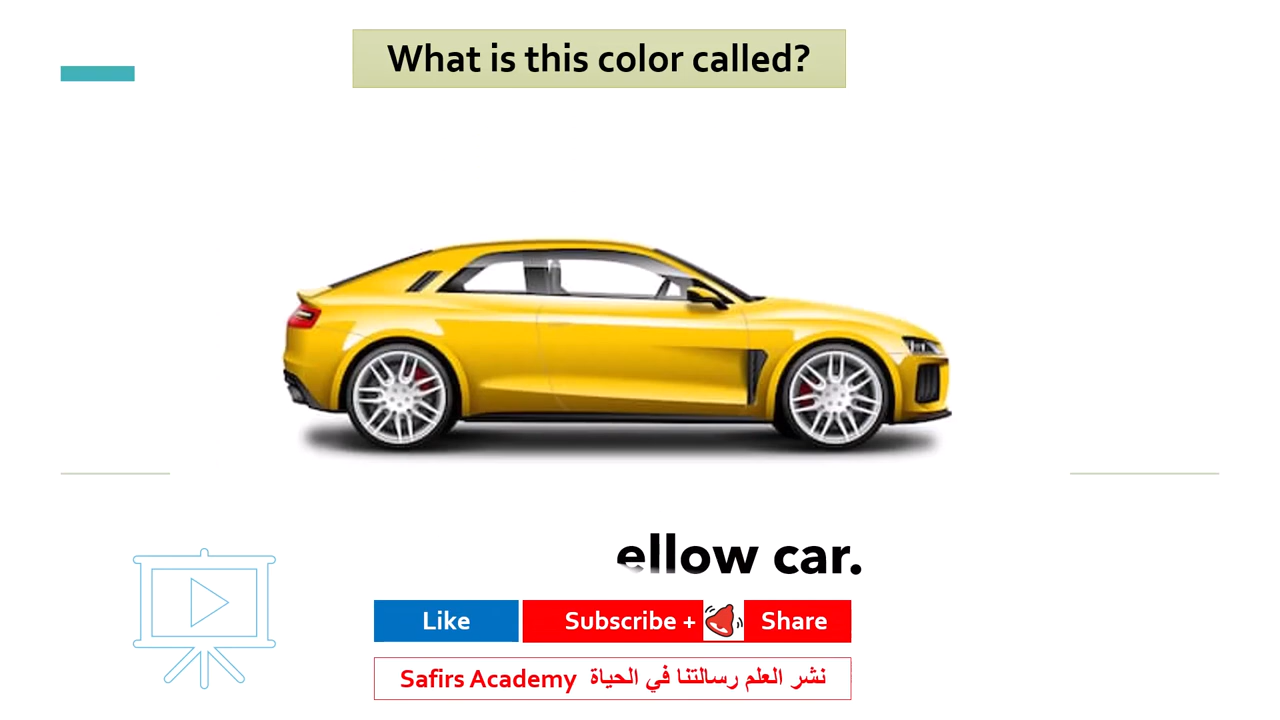 What is this color called?
ellow car.
Like
Subscribe +
Share
Safirs Academy نشر العلم رسالتنا في الحياة